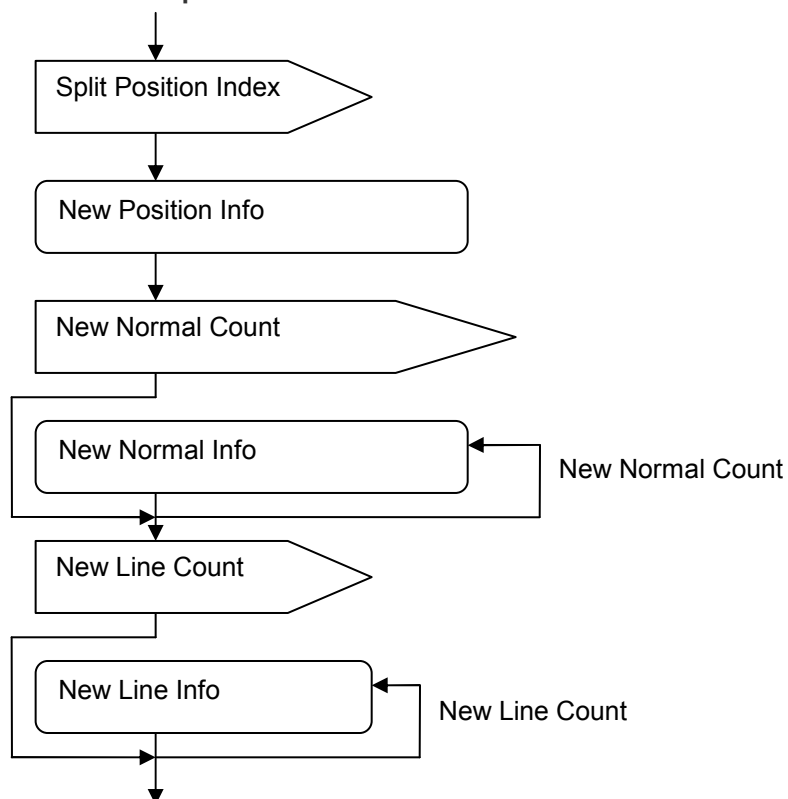 Split Position Index
New Position Info
New Normal Count
New Normal Info
New Normal Count
New Line Count
New Line Info
New Line Count